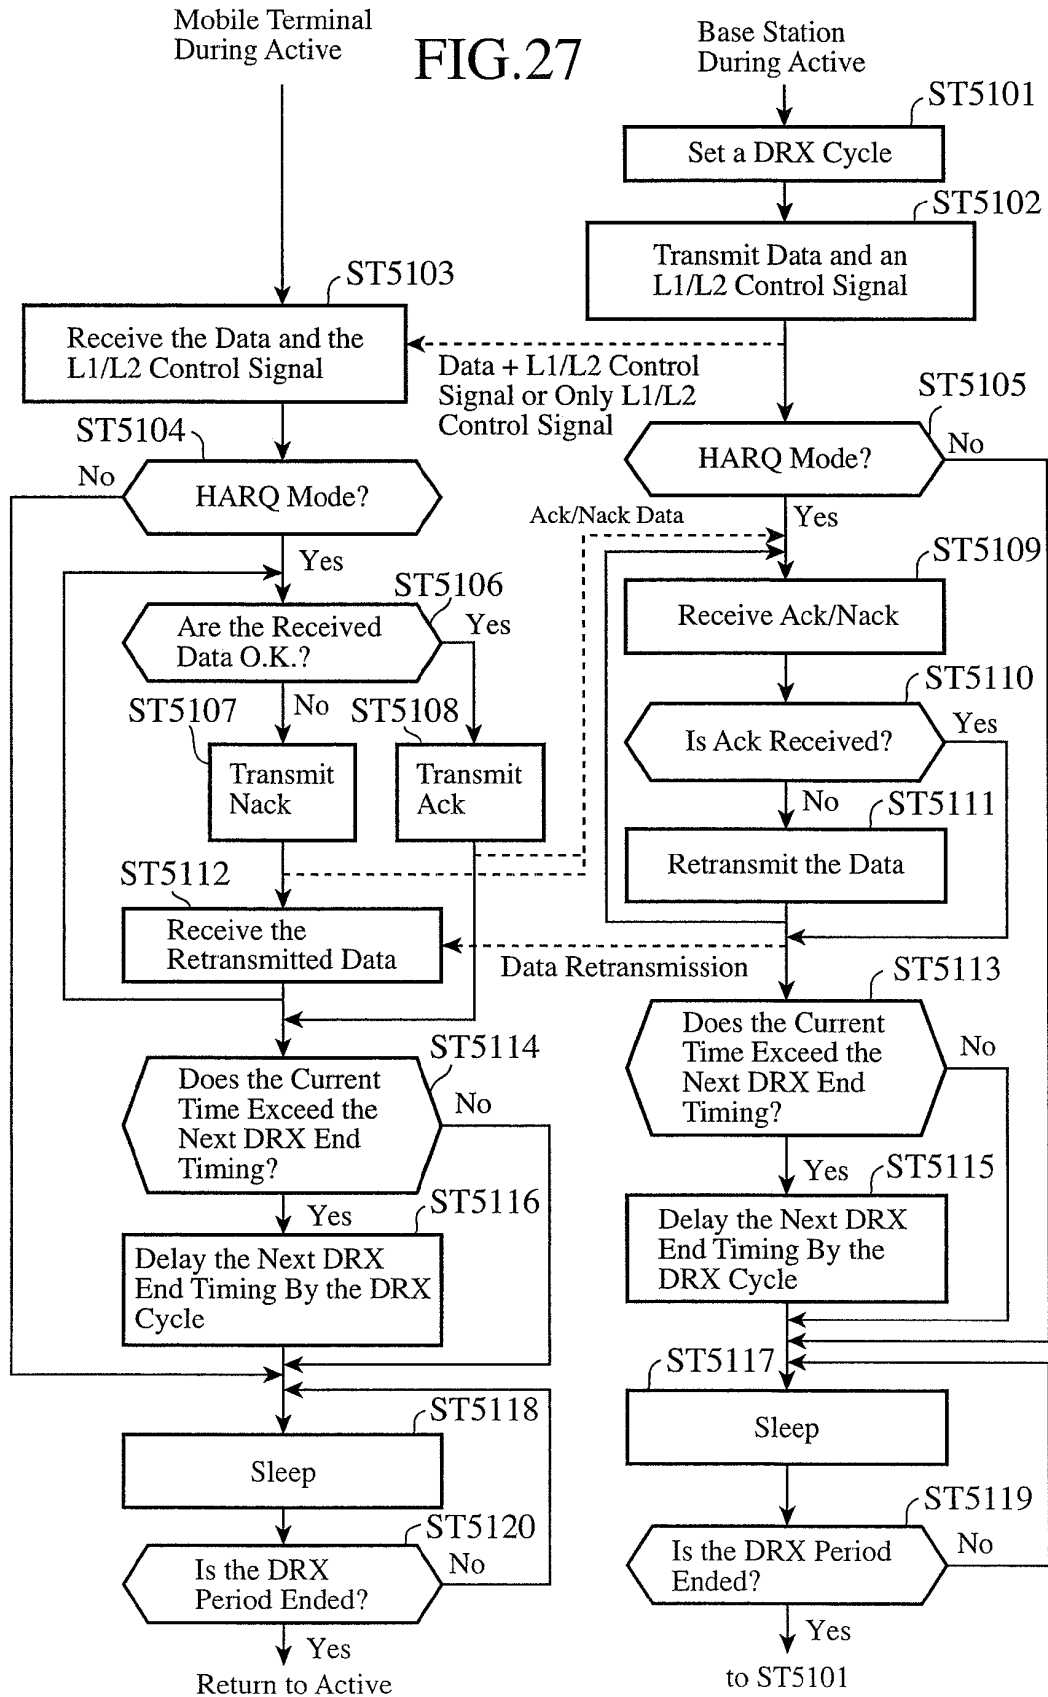 Mobile Terminal
During Active
FIG.27
Base Station
During Active
ST5101
Set a DRX Cycle
ST5102
Transmit Data and an
L1/L2 Control Signal
ST5103
Receive the Data and the
L1/L2 Control Signal
Data + L1/L2 Control
Signal or Only L1/L2
Control Signal
ST5105
HARQ Mode?
No
Yes
ST5104
No
HARQ Mode?
Yes
Ack/Nack Data
ST5109
Receive Ack/Nack
ST5106
Are the Received
Data O.K.?
Yes
No
ST5110
Is Ack Received?
Yes
No
ST5107
Transmit
Nack
ST5108
Transmit
Ack
ST5111
Retransmit the Data
ST5112
Receive the
Retransmitted Data
Data Retransmission
ST5113
Does the Current
Time Exceed the
Next DRX End
Timing?
No
Yes
ST5114
Does the Current
Time Exceed the
Next DRX End
Timing?
No
Yes
ST5115
Delay the Next DRX
End Timing By the
DRX Cycle
ST5116
Delay the Next DRX
End Timing By the DRX
Cycle
ST5117
Sleep
ST5118
Sleep
ST5119
Is the DRX Period
Ended?
No
Yes
to ST5101
ST5120
Is the DRX
Period Ended?
No
Yes
Return to Active